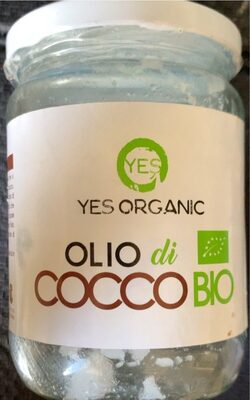 YES
YES ORGANIC
OLIO di
COCCO BIO